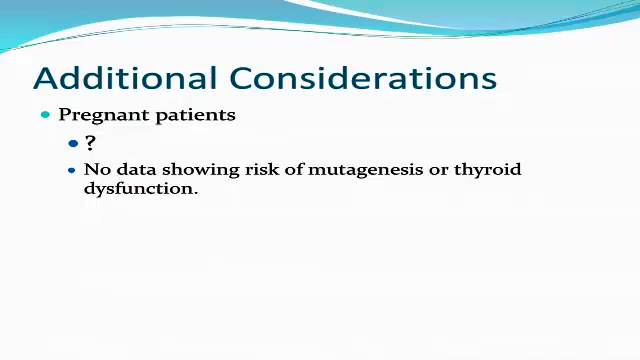 Additional Considerations
Pregnant patients
?
No data showing risk of mutagenesis or thyroid
dysfunction.